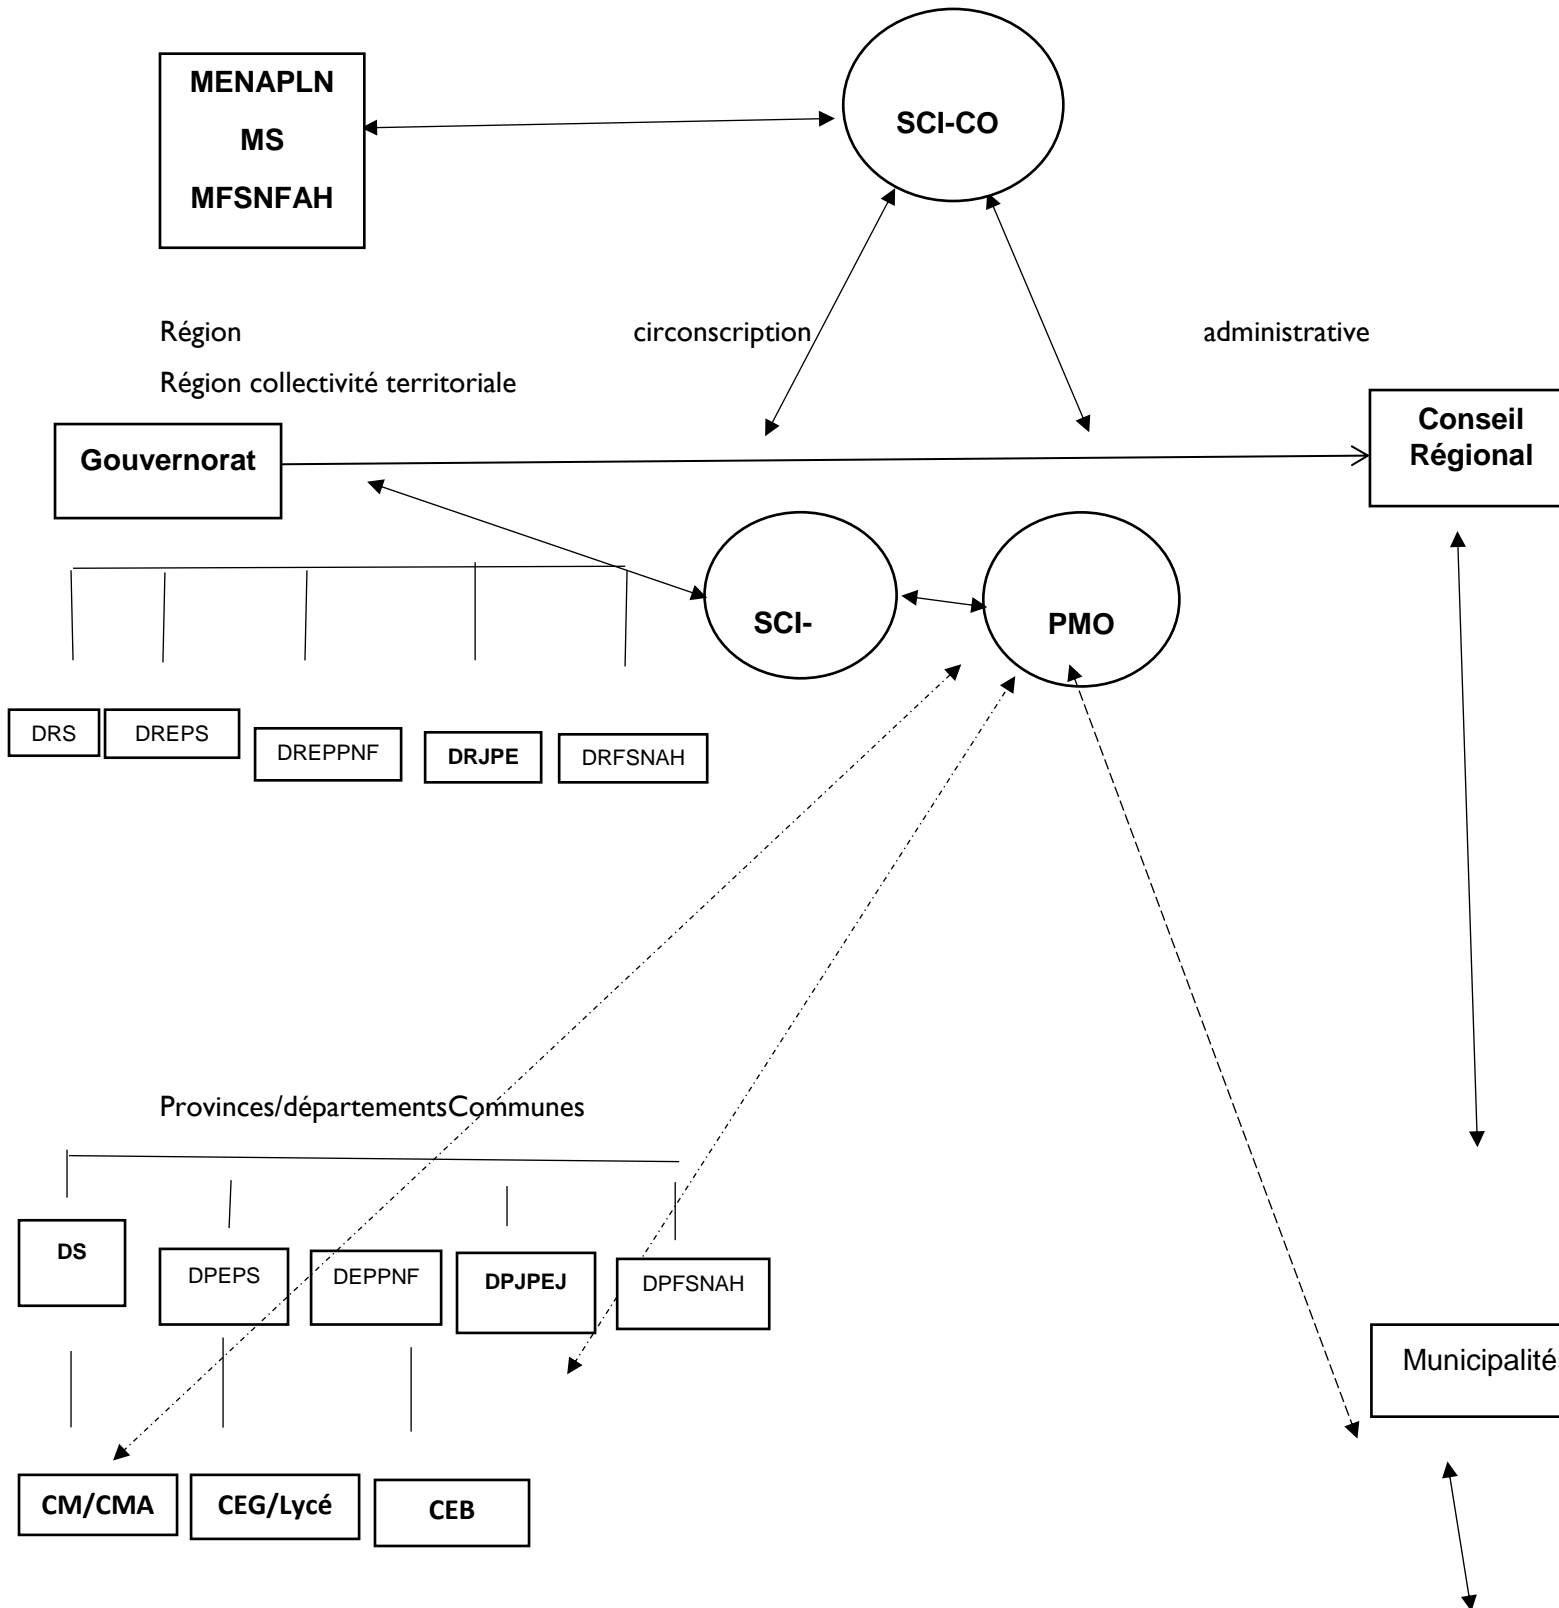 MENAPLN
MS
MFSNFAH
SCI-CO
Région circonscription administrative
Région collectivité territoriale
Gouvernorat
Conseil
Régional
SCI-
PMO
DRS
DREPS
DREPPNF
DRJPE
DRFSNAH
Provinces/départementsCommunes
DS
DPEPS
DEPPNF
DPJPEJ
DPFSNAH
Municipalités
CM/CMA
CEG/Lycé
CEB